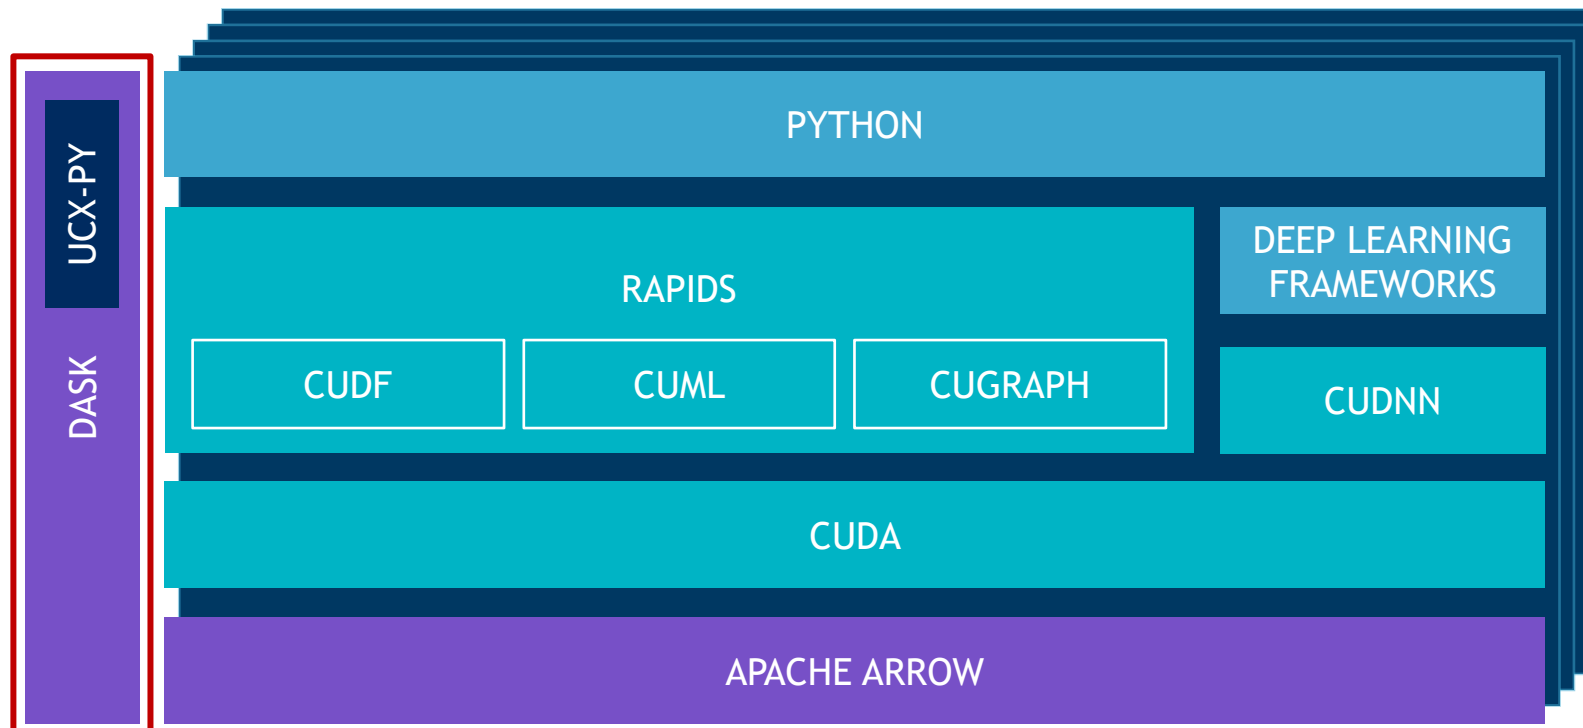 UCX-PY
DASK
PYTHON
RAPIDS
CUDF
CUML
CUGRAPH
DEEP LEARNING
FRAMEWORKS
CUDNN
CUDA
APACHE ARROW